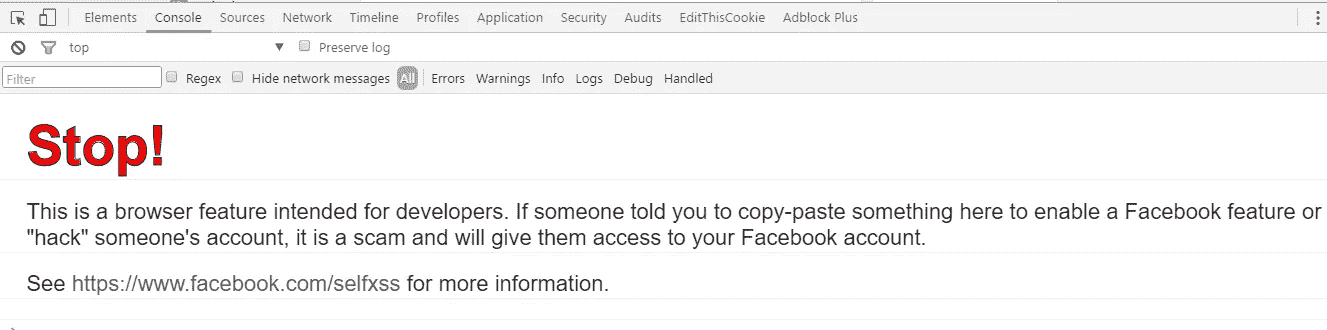 Elements Console Sources Network Timeline Profiles Application Security Audits EditThisCookie Adblock Plus
top Preserve log
Filter Regex Hide network messages All Errors Warnings Info Logs Debug Handled
Stop!
This is a browser feature intended for developers. If someone told you to copy-paste something here to enable a Facebook feature or
"hack" someone's account, it is a scam and will give them access to your Facebook account.
See https://www.facebook.com/selfxss for more information.